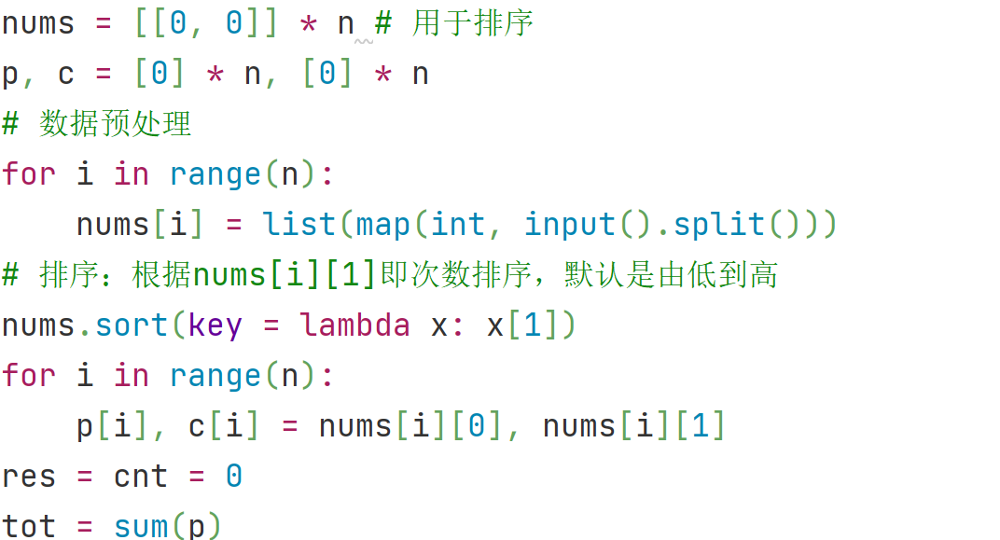 nums = [[0, 0]] * n # 用于排序
p, c = [0] * n, [0] * n
# 数据预处理
for i in range(n):
    nums[i] = list(map(int, input().split()))
# 排序：根据nums[i][1]即次数排序，默认是由低到高
nums.sort(key = lambda x: x[1])
for i in range(n):
    p[i], c[i] = nums[i][0], nums[i][1]
res = cnt = 0
tot = sum(p)